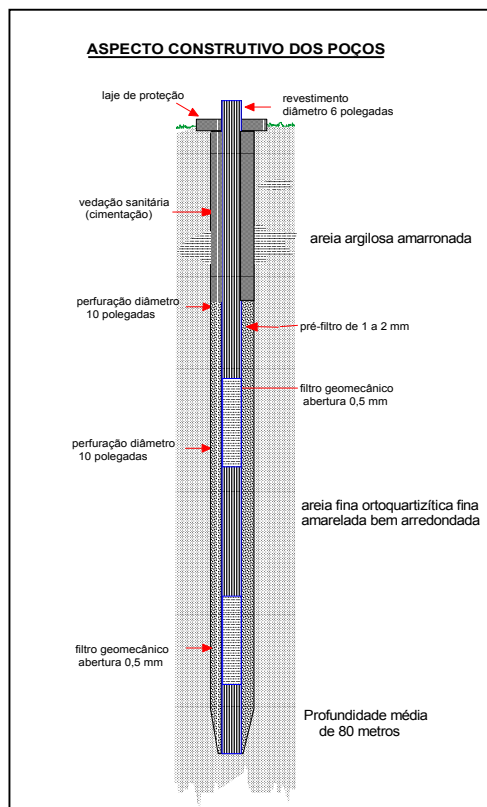 ASPECTO CONSTRUTIVO DOS POÇOS
laje de proteção
revestimento
diâmetro 6 polegadas
vedação sanitária
(cimentação)
areia argilosa amarronada
perfuração diâmetro
10 polegadas
pré-filtro de 1 a 2 mm
filtro geomecânico
abertura 0,5 mm
perfuração diâmetro
10 polegadas
areia fina ortoquartizítica fina
amarelada bem arredondada
filtro geomecânico
abertura 0,5 mm
Profundidade média
de 80 metros